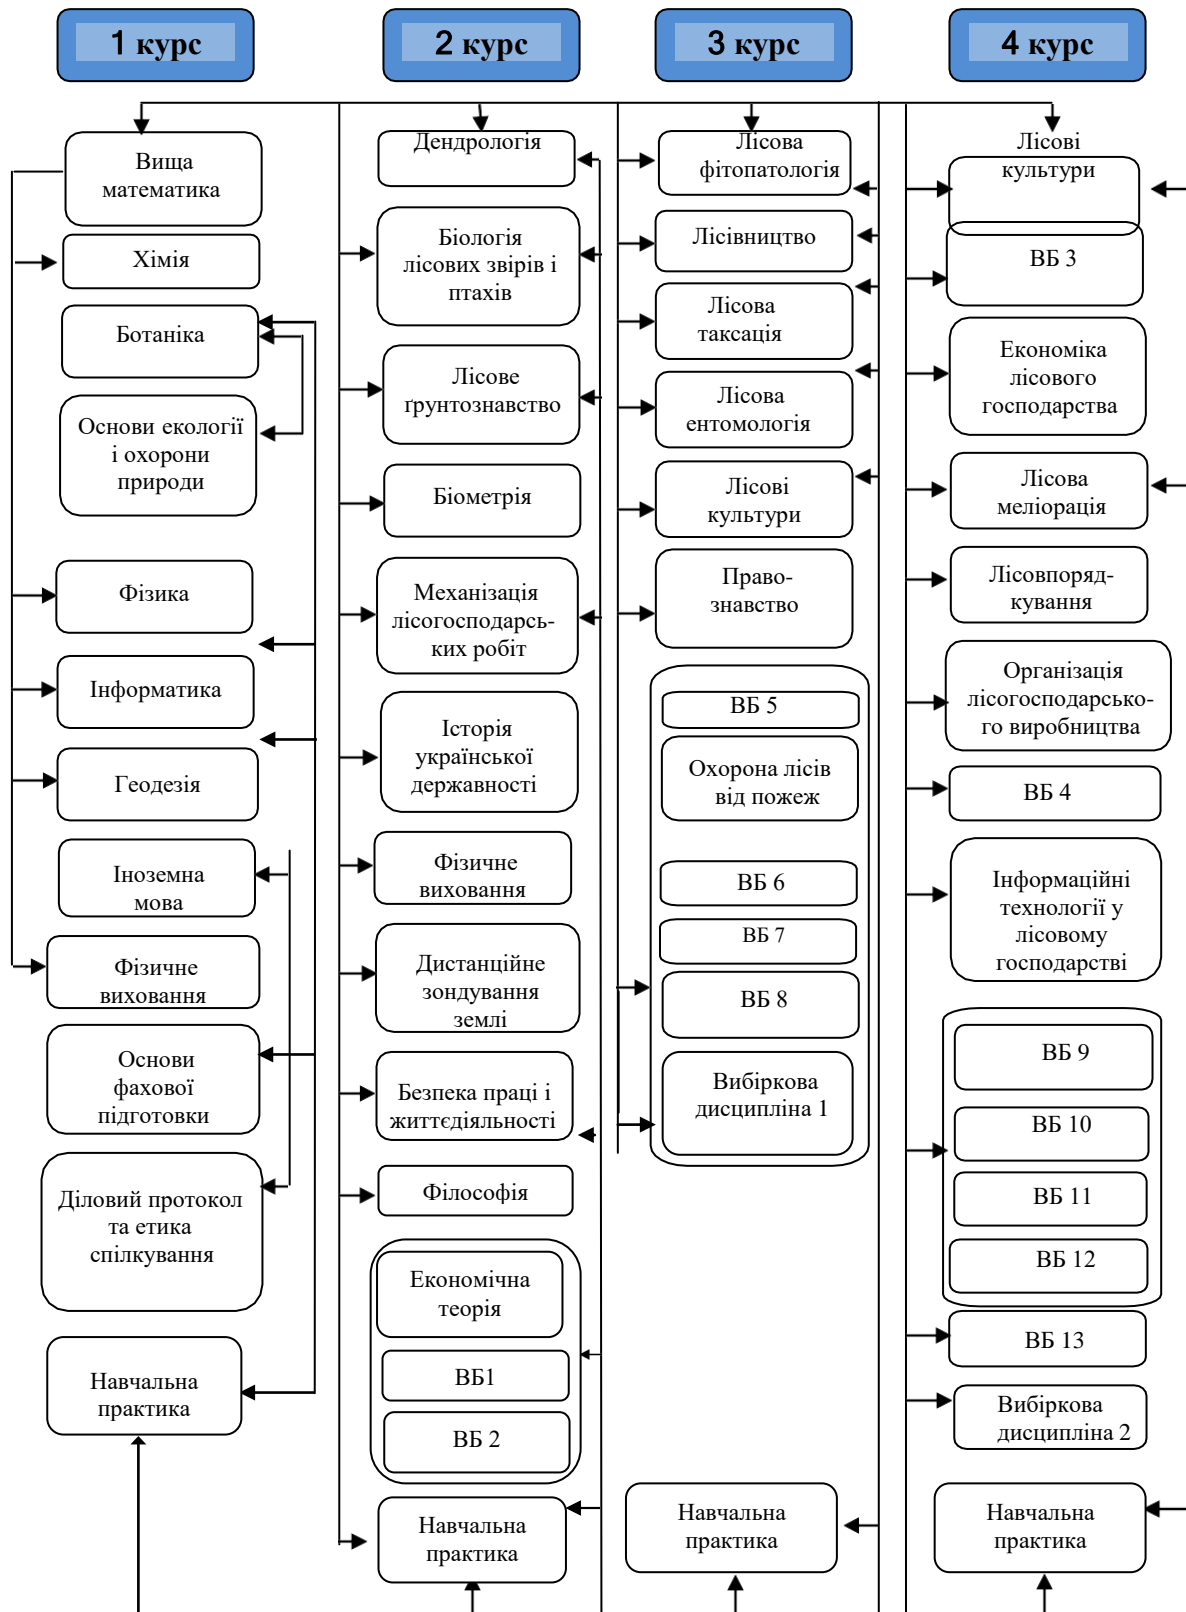 1 курс
2 курс
3 курс
4 курс
Вища
математика
Хімія
Ботаніка
Основи екології
і охорони
природи
Фізика
Інформатика
Геодезія
Іноземна
мова
Фізичне
виховання
Основи
фахової
підготовки
Діловий протокол
та етика
спілкування
Навчальна
практика
Дендрологія
Біологія
лісових звірів і
птахів
Лісове
ґрунтознавство
Біометрія
Механізація
лісогосподарсь-
ких робіт
Історія
української
державності
Фізичне
виховання
Дистанційне
зондування
землі
Безпека праці і
життєдіяльності
Філософія
Економічна
теорія
ВБ1
ВБ 2
Навчальна
практика
Лісова
фітопатологія
Лісівництво
Лісова
таксація
Лісова
ентомологія
Лісові
культури
Право-
знавство
ВБ 5
Охорона лісів
від пожеж
ВБ 6
ВБ 7
ВБ 8
Вибіркова
дисципліна 1
Навчальна
практика
Лісові
культури
ВБ 3
Економіка
лісового
господарства
Лісова
меліорація
Лісовпоряд-
кування
Організація
лісогосподарсько-
го виробництва
ВБ 4
Інформаційні
технології у
лісовому
господарстві
ВБ 9
ВБ 10
ВБ 11
ВБ 12
ВБ 13
Вибіркова
дисципліна 2
Навчальна
практика